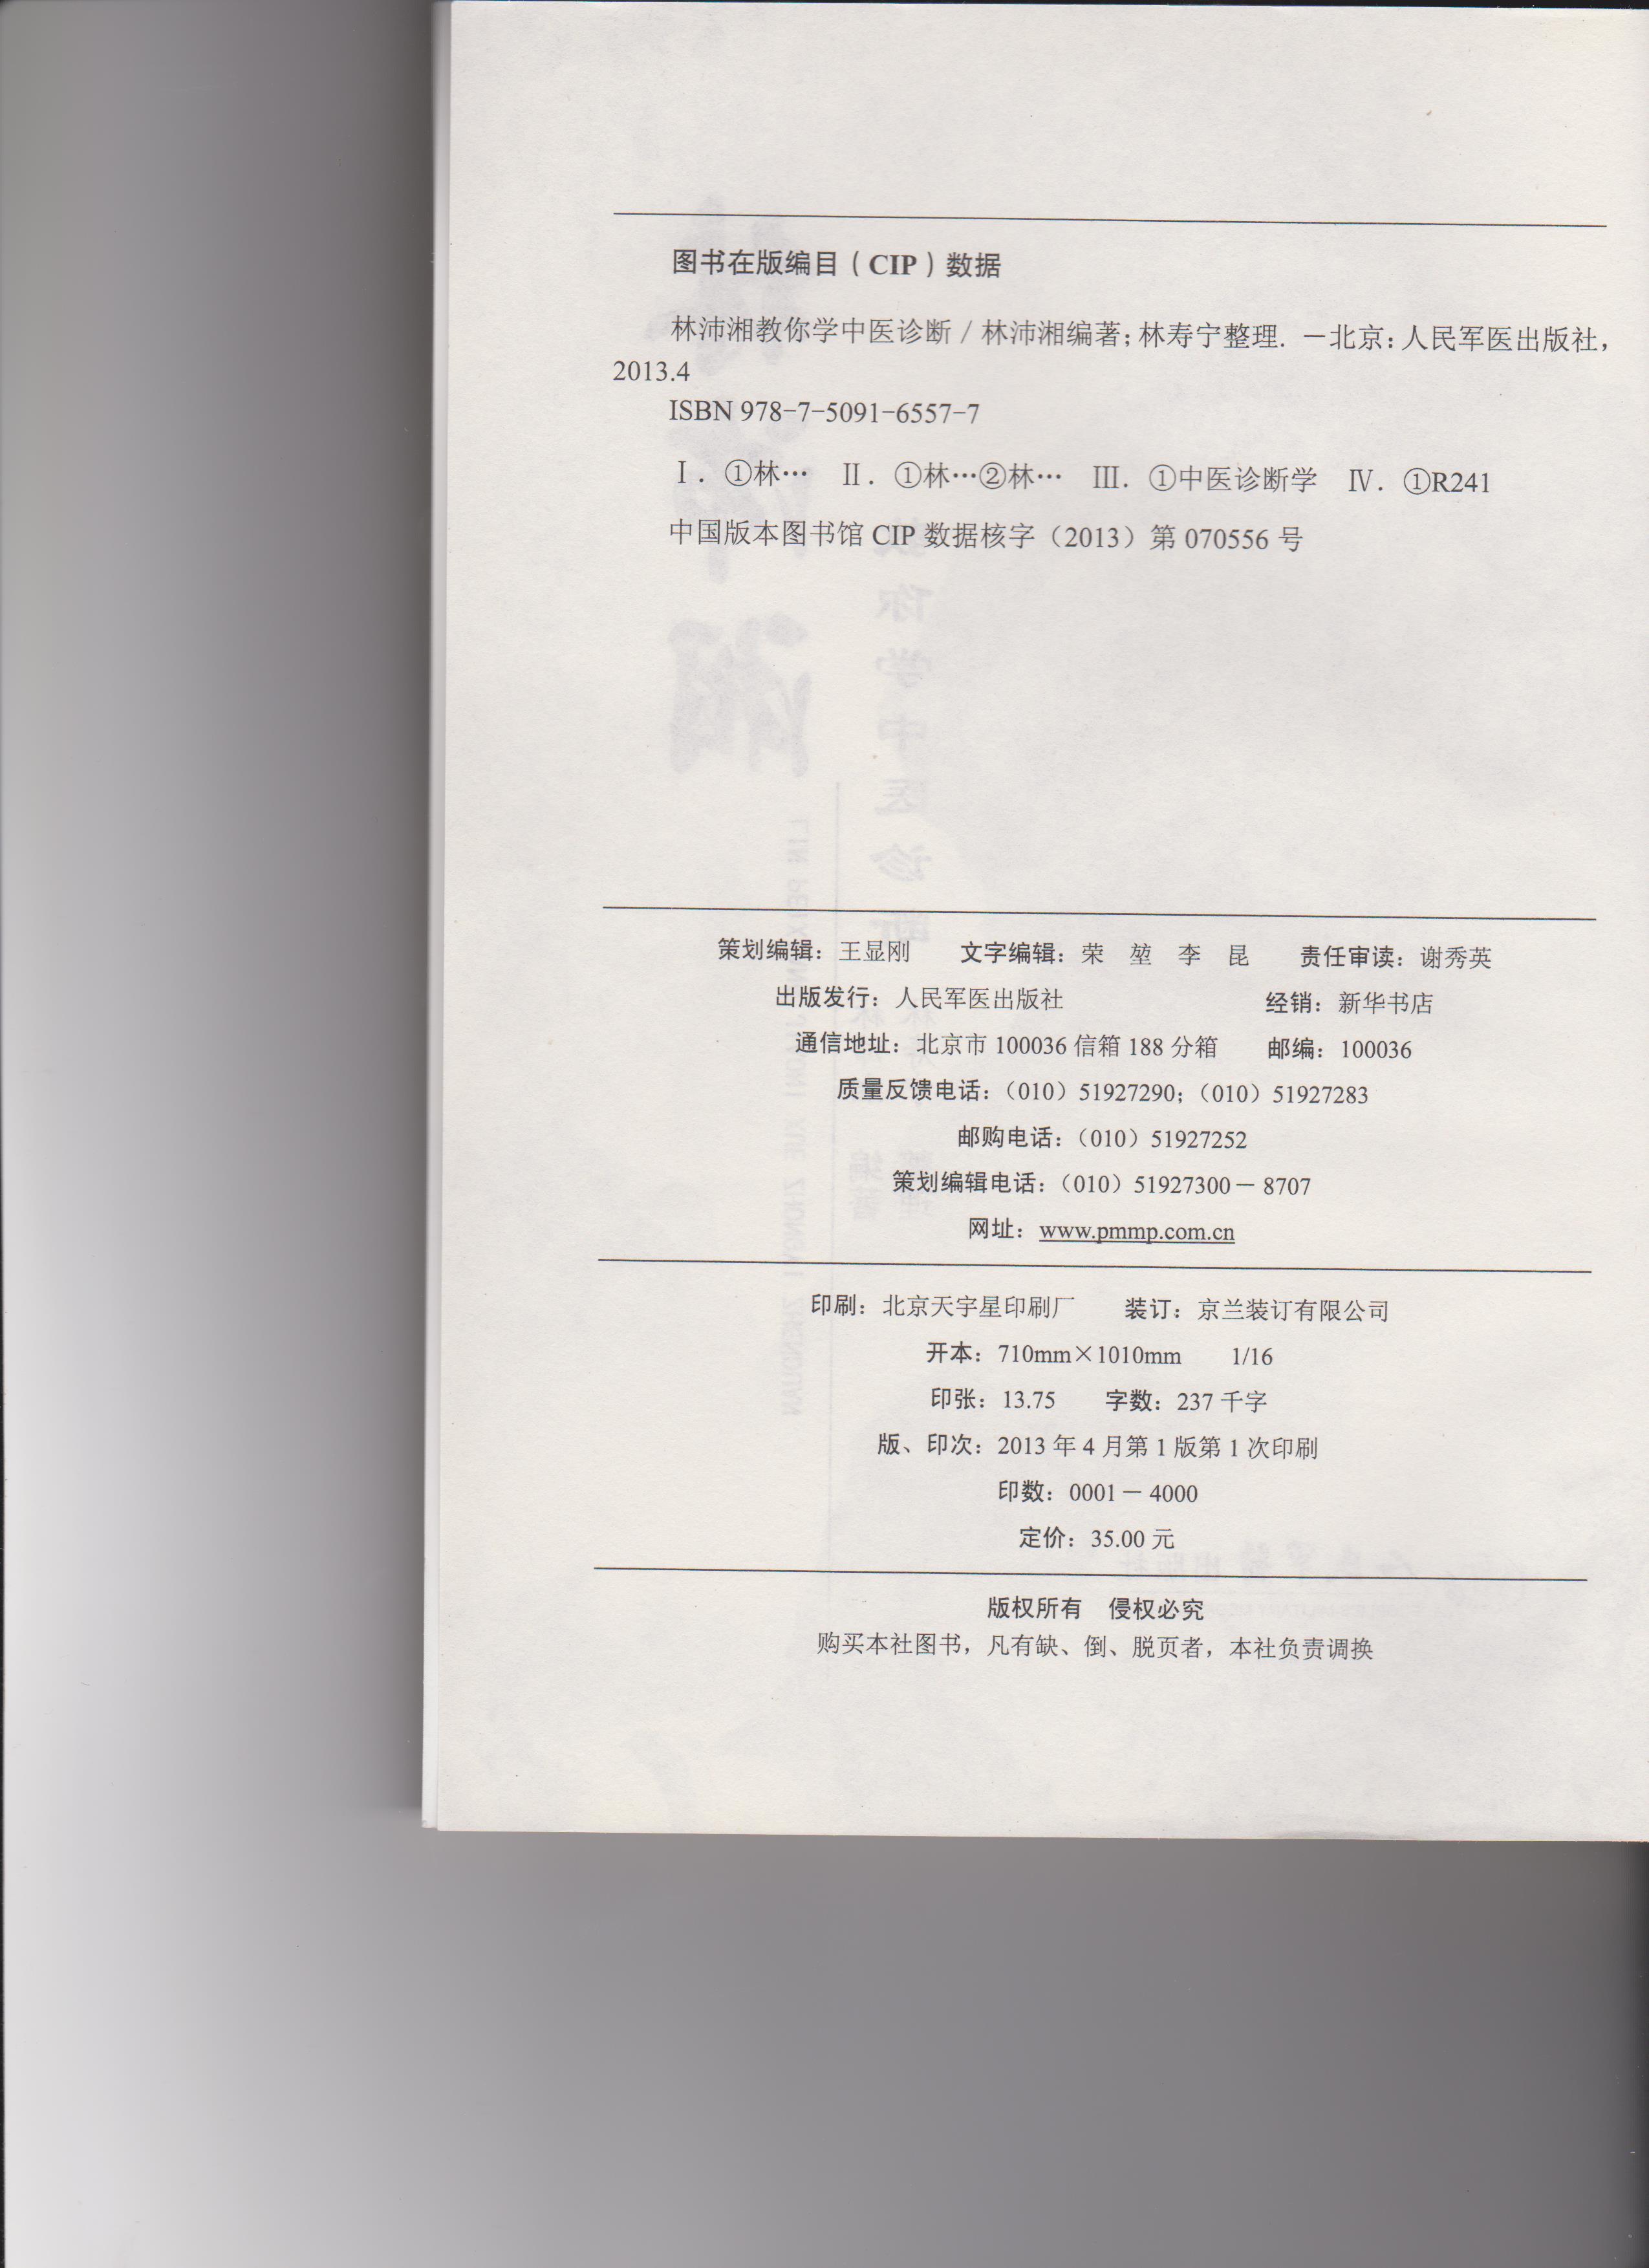 图书在版编目（CIP）数据
林沛湘教你学中医诊断 / 林沛湘编著；林寿宁整理. －北京：人民军医出版社，
2013.4
ISBN 978-7-5091-6557-7
Ⅰ. ①林… Ⅱ. ①林…②林… Ⅲ. ①中医诊断学 Ⅳ. ①R241
中国版本图书馆 CIP 数据核字（2013）第 070556 号
策划编辑：王显刚 文字编辑：荣 堃 李 昆 责任审读：谢秀英
出版发行：人民军医出版社 经销：新华书店
通信地址：北京市 100036 信箱 188 分箱 邮编：100036
质量反馈电话：（010）51927290；（010）51927283
邮购电话：（010）51927252
策划编辑电话：（010）51927300－8707
网址：www.pmmp.com.cn
印刷：北京天宇星印刷厂 装订：京兰装订有限公司
开本：710mm×1010mm 1/16
印张：13.75 字数：237 千字
版、印次：2013 年 4 月第 1 版第 1 次印刷
印数：0001－4000
定价：35.00 元
版权所有 侵权必究
购买本社图书，凡有缺、倒、脱页者，本社负责调换